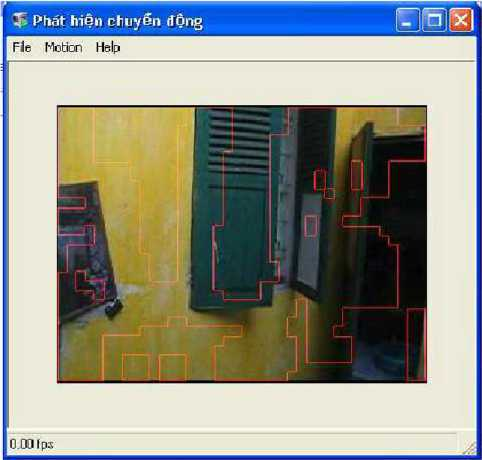 Phát hiện chuyển động
File Motion Help
0,00 fps